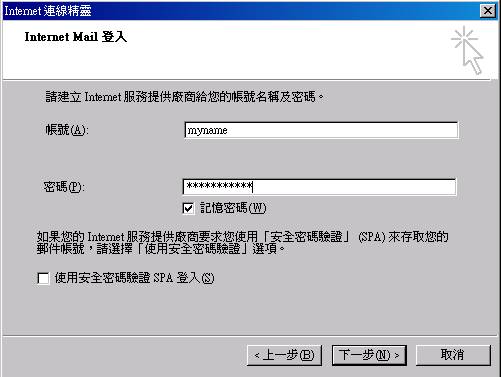 Internet 連線精靈
Internet Mail 登入
請建立 Internet 服務提供廠商給您的帳號名稱及密碼。
帳號(A): myname
密碼(P): ***********
記憶密碼(W)
如果您的 Internet 服務提供廠商要求您使用「安全密碼驗證」 (SPA) 來存取您的
郵件帳號，請選擇「使用安全密碼驗證」選項。
使用安全密碼驗證 SPA 登入(S)
< 上一步(B) 下一步(N) > 取消